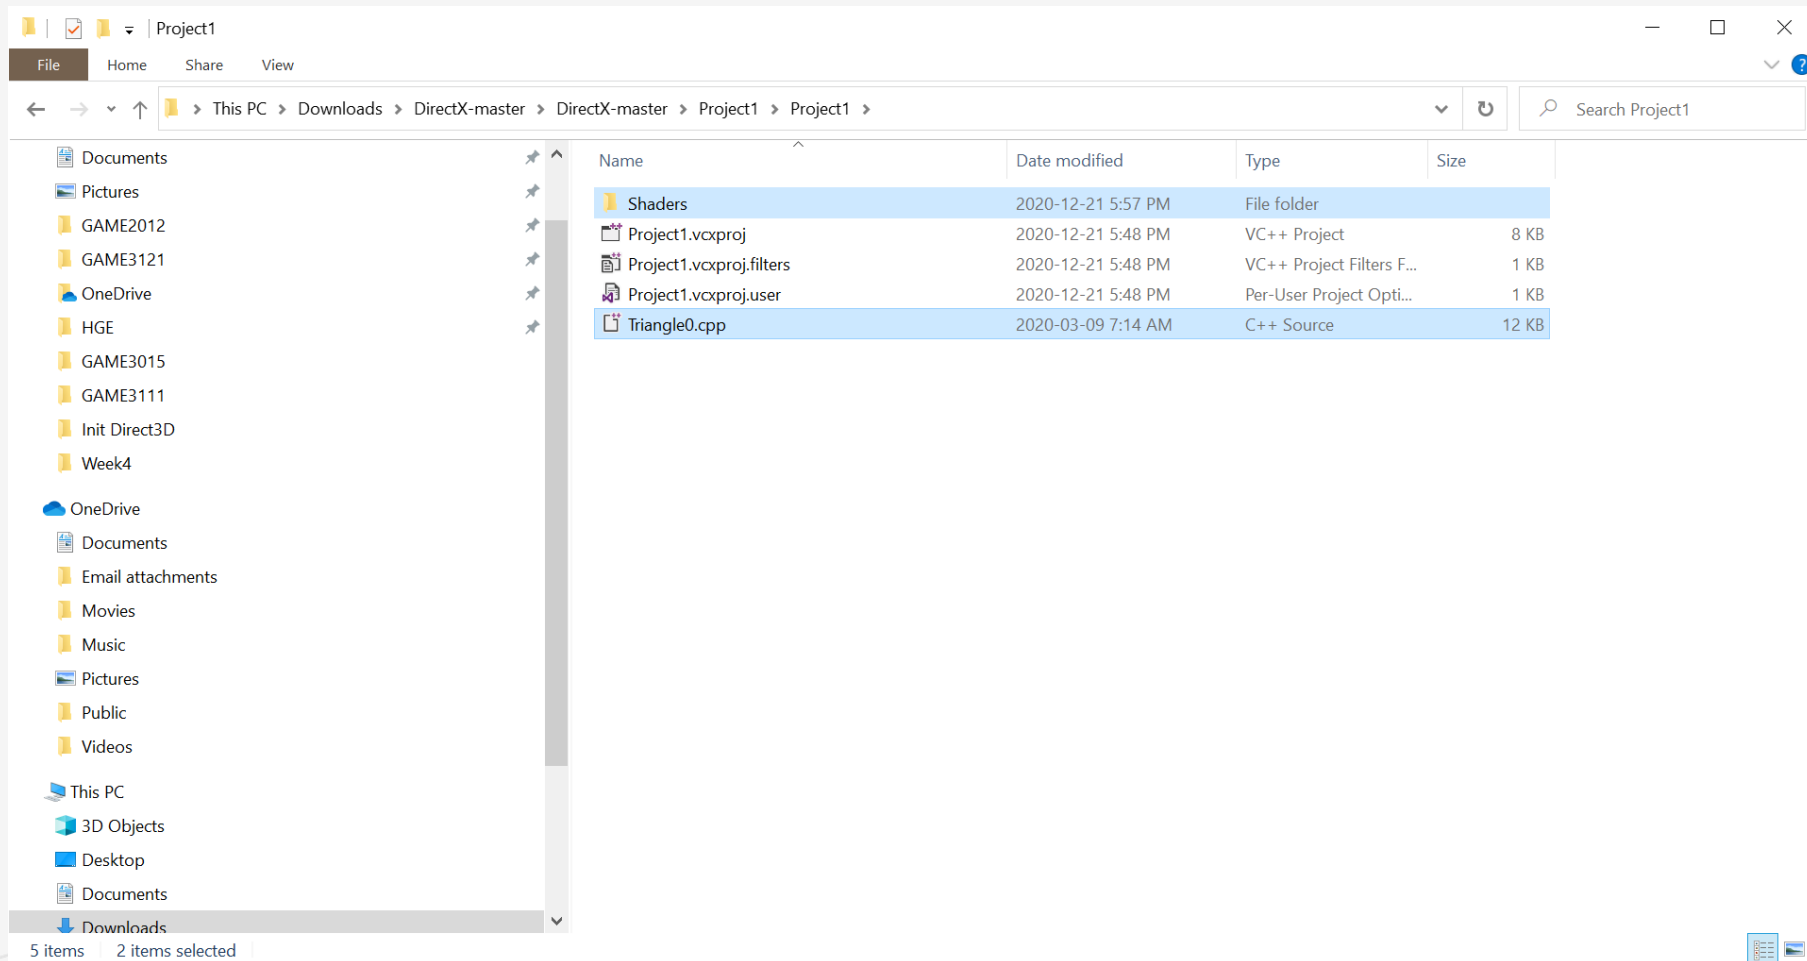 Project1
File Home Share View
?
This PC Downloads DirectX-master DirectX-master Project1 Project1
Search Project1
Documents
Pictures
GAME2012
GAME3121
OneDrive
HGE
GAME3015
GAME3111
Init Direct3D
Week4
OneDrive
Documents
Email attachments
Movies
Music
Pictures
Public
Videos
This PC
3D Objects
Desktop
Documents
Downloads
Name Date modified Type Size
Shaders 2020-12-21 5:57 PM File folder
Project1.vcxproj 2020-12-21 5:48 PM VC++ Project 8 KB
Project1.vcxproj.filters 2020-12-21 5:48 PM VC++ Project Filters F... 1 KB
Project1.vcxproj.user 2020-12-21 5:48 PM Per-User Project Opti... 1 KB
Triangle0.cpp 2020-03-09 7:14 AM C++ Source 12 KB
5 items 2 items selected